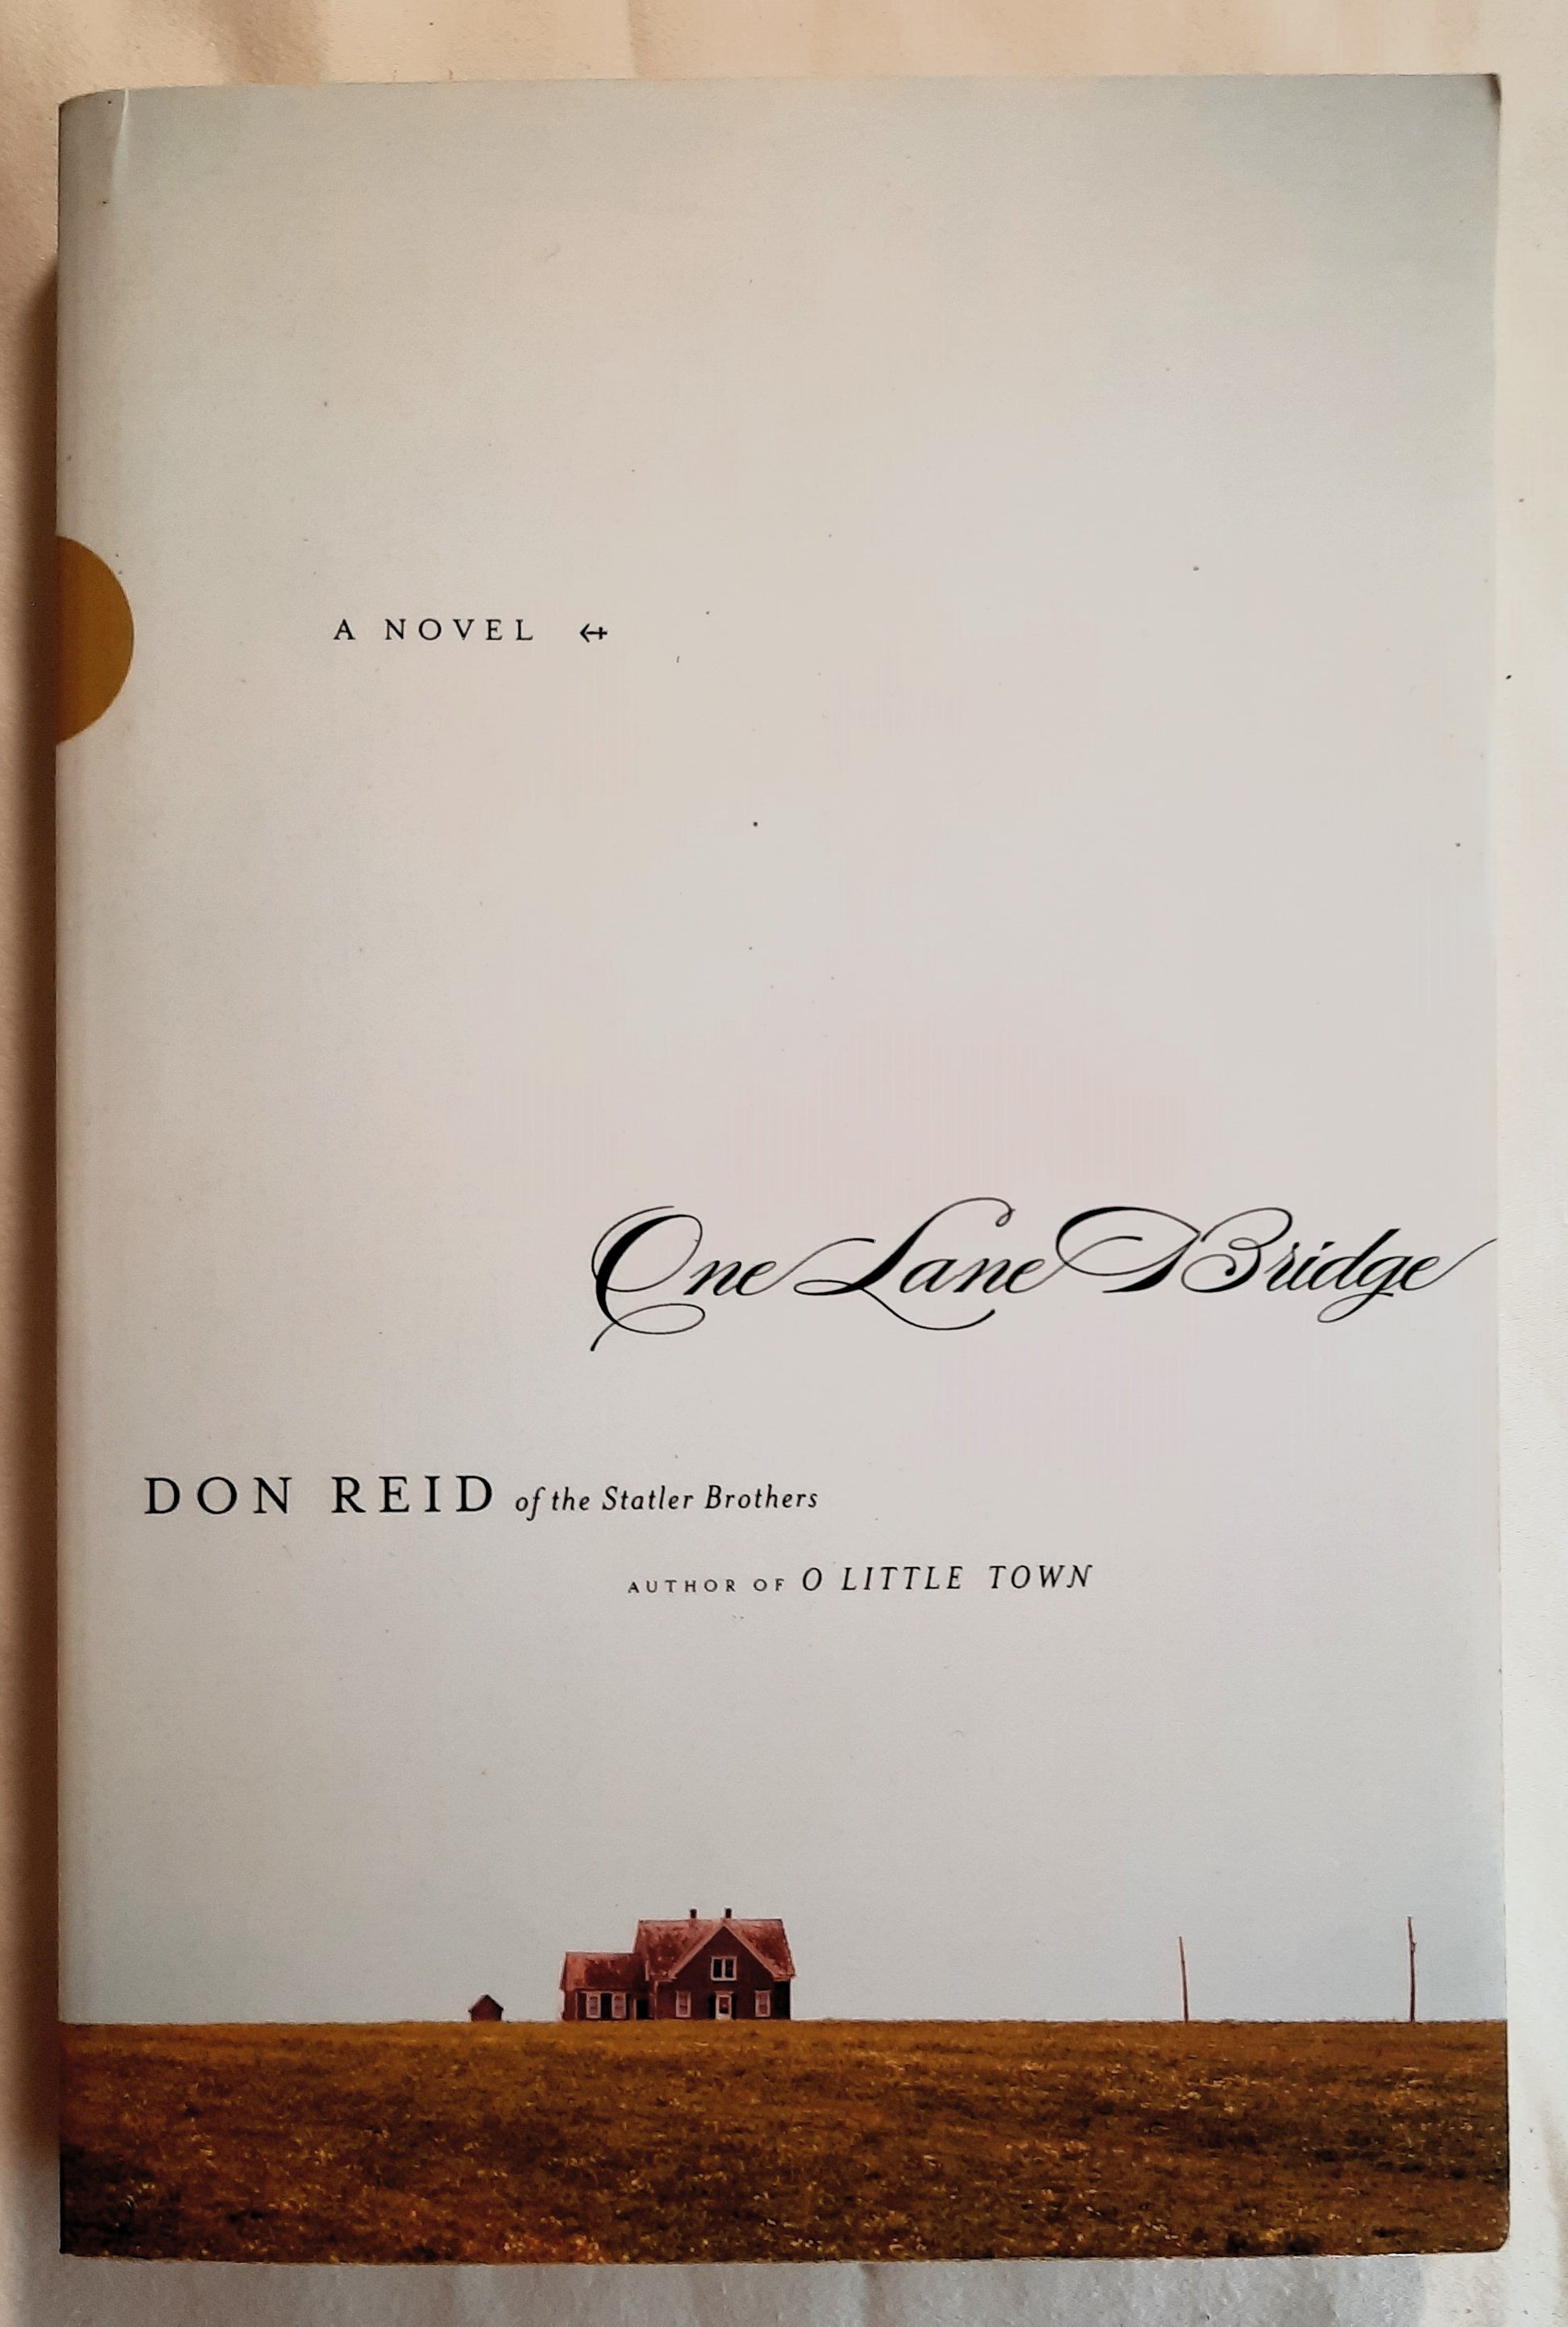 A NOVEL
One Lane Bridge
DON REID of the Statler Brothers
AUTHOR OF O LITTLE TOWN